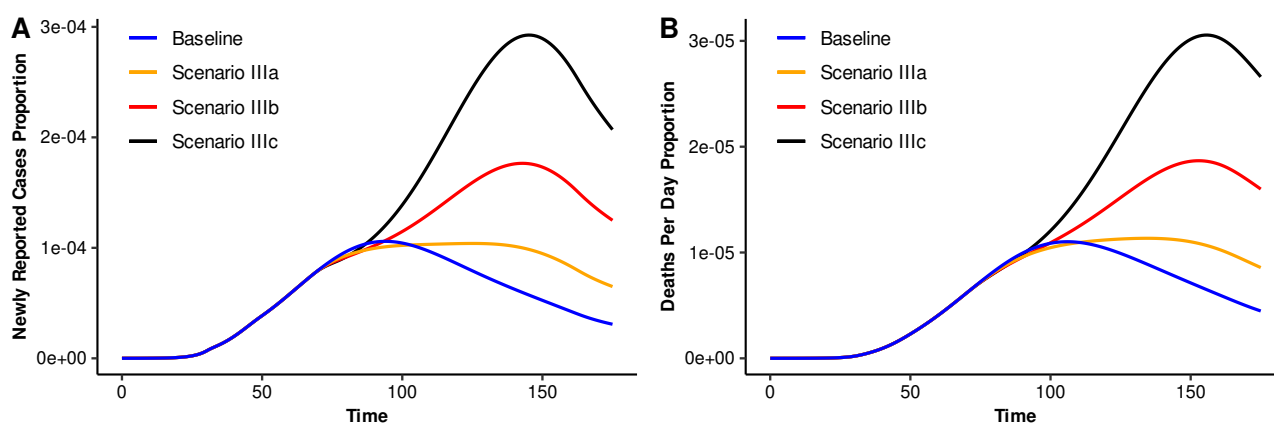 A
Newly Reported Cases Proportion
3e-04
2e-04
1e-04
0e+00
Baseline
Scenario IIIa
Scenario IIIb
Scenario IIIc
0
50
100
150
Time
B
Deaths Per Day Proportion
3e-05
2e-05
1e-05
0e+00
Baseline
Scenario IIIa
Scenario IIIb
Scenario IIIc
0
50
100
150
Time